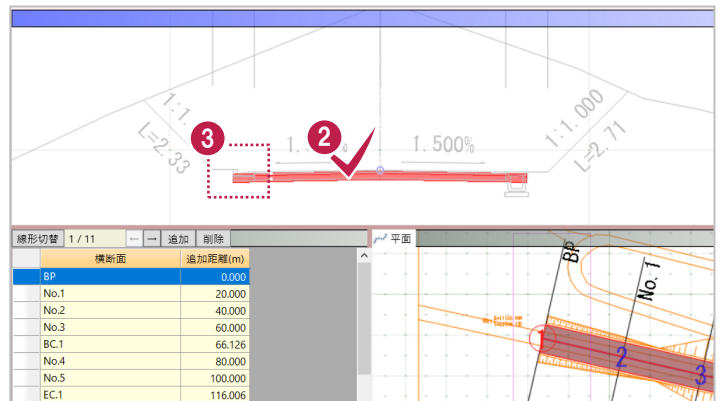 1:1.
L=2.33
3
1.
%
2
1.500%
1:1.000
L=2.71
線形切替 1 / 11 ← → 追加 削除
平面
横断面 追加距離(m)
BP 0.000
No.1 20.000
No.2 40.000
No.3 60.000
BC.1 66.126
No.4 80.000
No.5 100.000
EC.1 116.006
BP
No.1
1
2
3